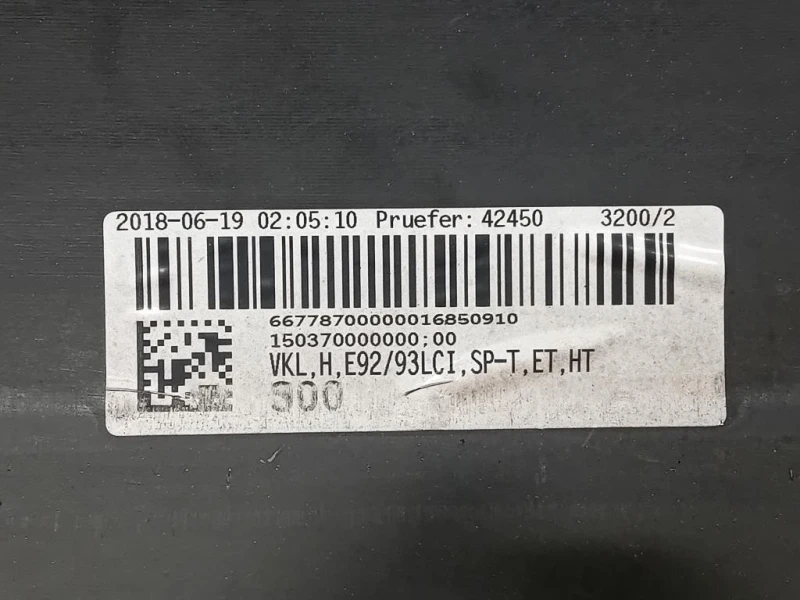 2018-06-19 02:05:10 Pruefer: 42450 3200/2
66778700000016850910
150370000000;00
VKL,H,E92/93LCI,SP-T,ET,HT
S00